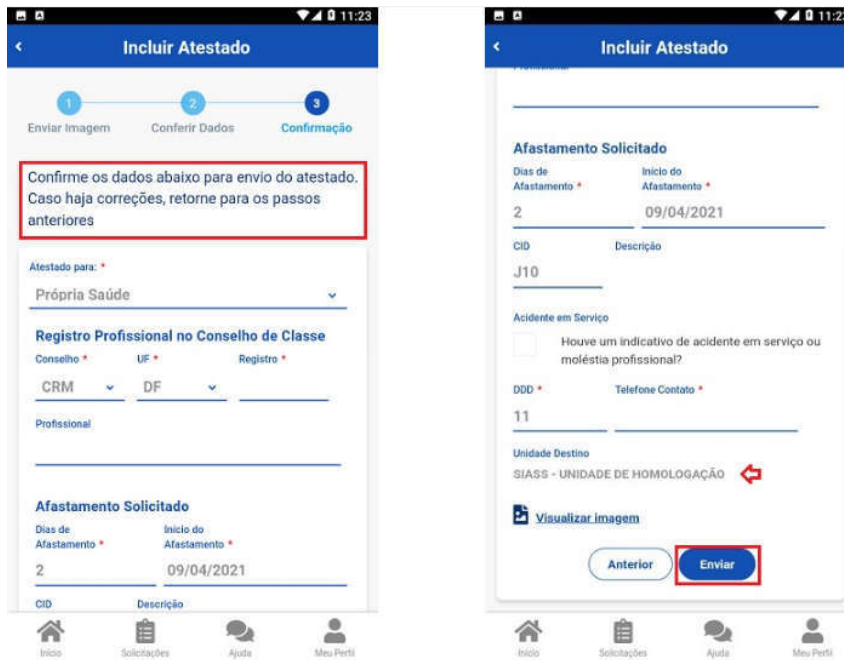 11:23
Incluir Atestado
1
2
3
Enviar Imagem
Conferir Dados
Confirmação
Confirme os dados abaixo para envio do atestado.
Caso haja correções, retorne para os passos
anteriores
Atestado para: *
Própria Saúde
Registro Profissional no Conselho de Classe
Conselho * UF * Registro *
CRM DF
Profissional
Afastamento Solicitado
Dias de
Afastamento *
Início do
Afastamento *
2 09/04/2021
CID Descrição
Início Solicitações Ajuda Meu Perfil
11:23
Incluir Atestado
Profissional
Afastamento Solicitado
Dias de
Afastamento *
Início do
Afastamento *
2 09/04/2021
CID Descrição
J10
Acidente em Serviço
Houve um indicativo de acidente em serviço ou
moléstia profissional?
DDD * Telefone Contato *
11
Unidade Destino
SIASS - UNIDADE DE HOMOLOGAÇÃO
Visualizar imagem
Anterior Enviar
Início Solicitações Ajuda Meu Perfil